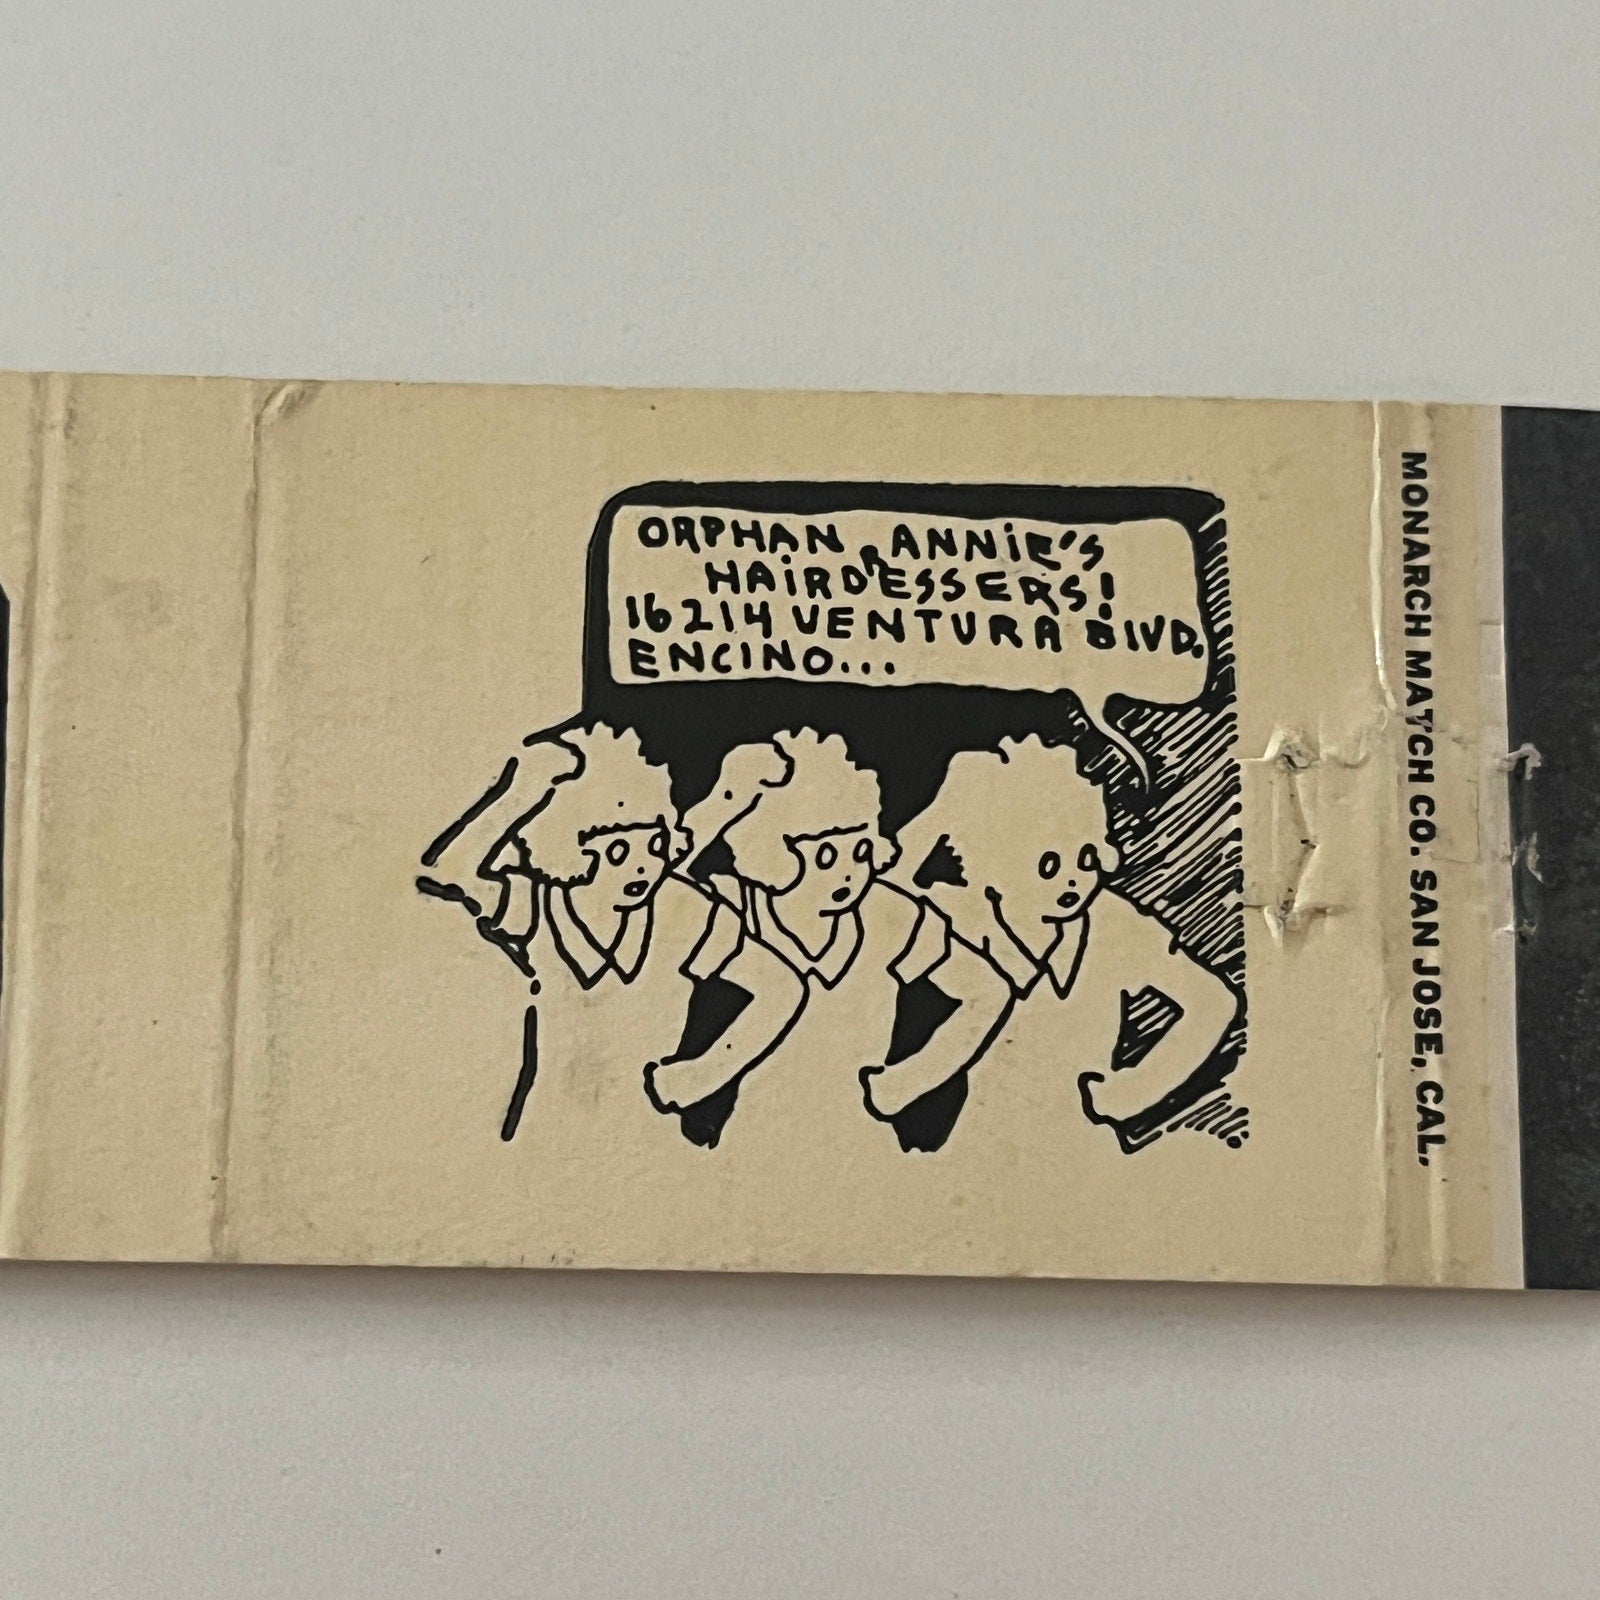 ORPHAN ANNIE'S
HAIRDRESSERS!
16214 VENTURA BLVD.
ENCINO...
MONARCH MATCH CO. SAN JOSE, CAL.